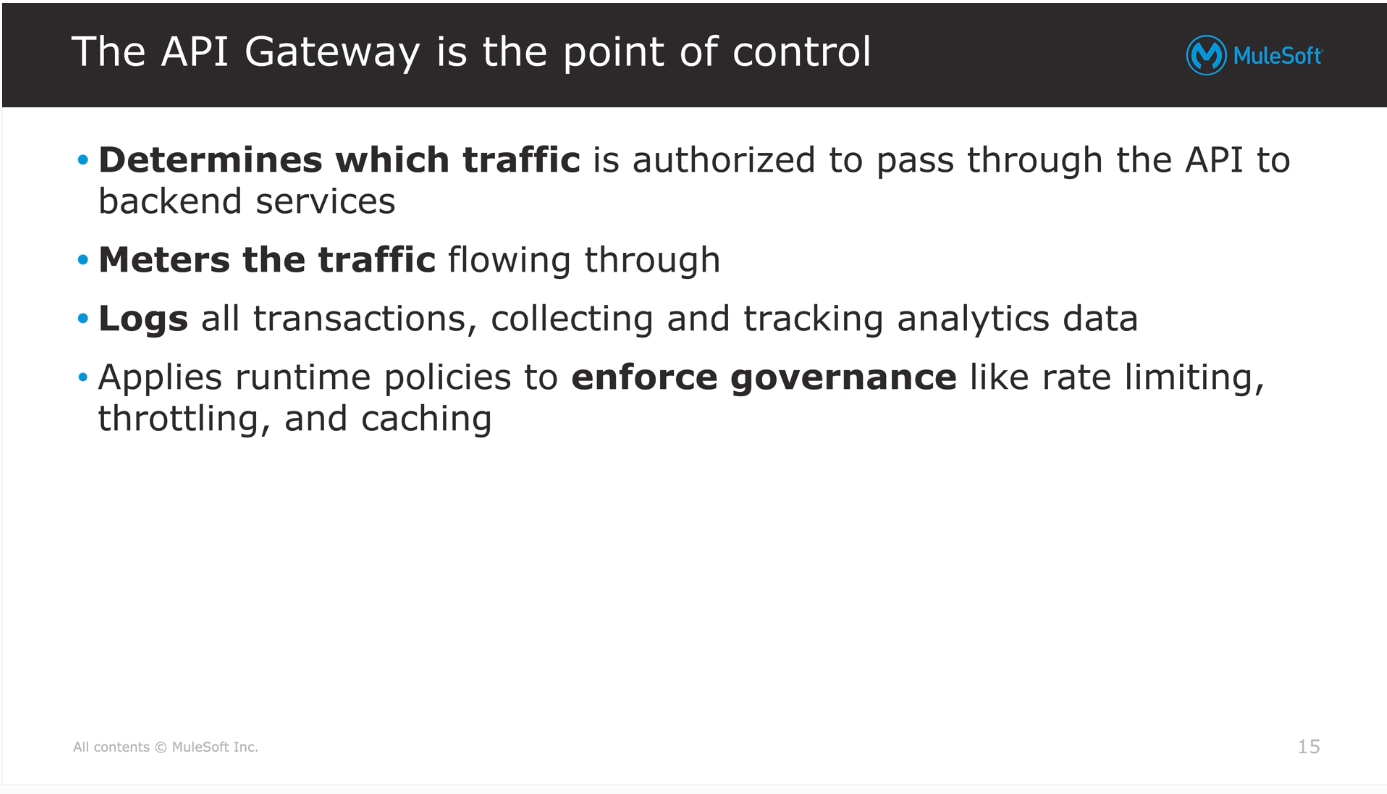 The API Gateway is the point of control
MuleSoft
• Determines which traffic is authorized to pass through the API to
backend services
• Meters the traffic flowing through
• Logs all transactions, collecting and tracking analytics data
• Applies runtime policies to enforce governance like rate limiting,
throttling, and caching
All contents © MuleSoft Inc.
15